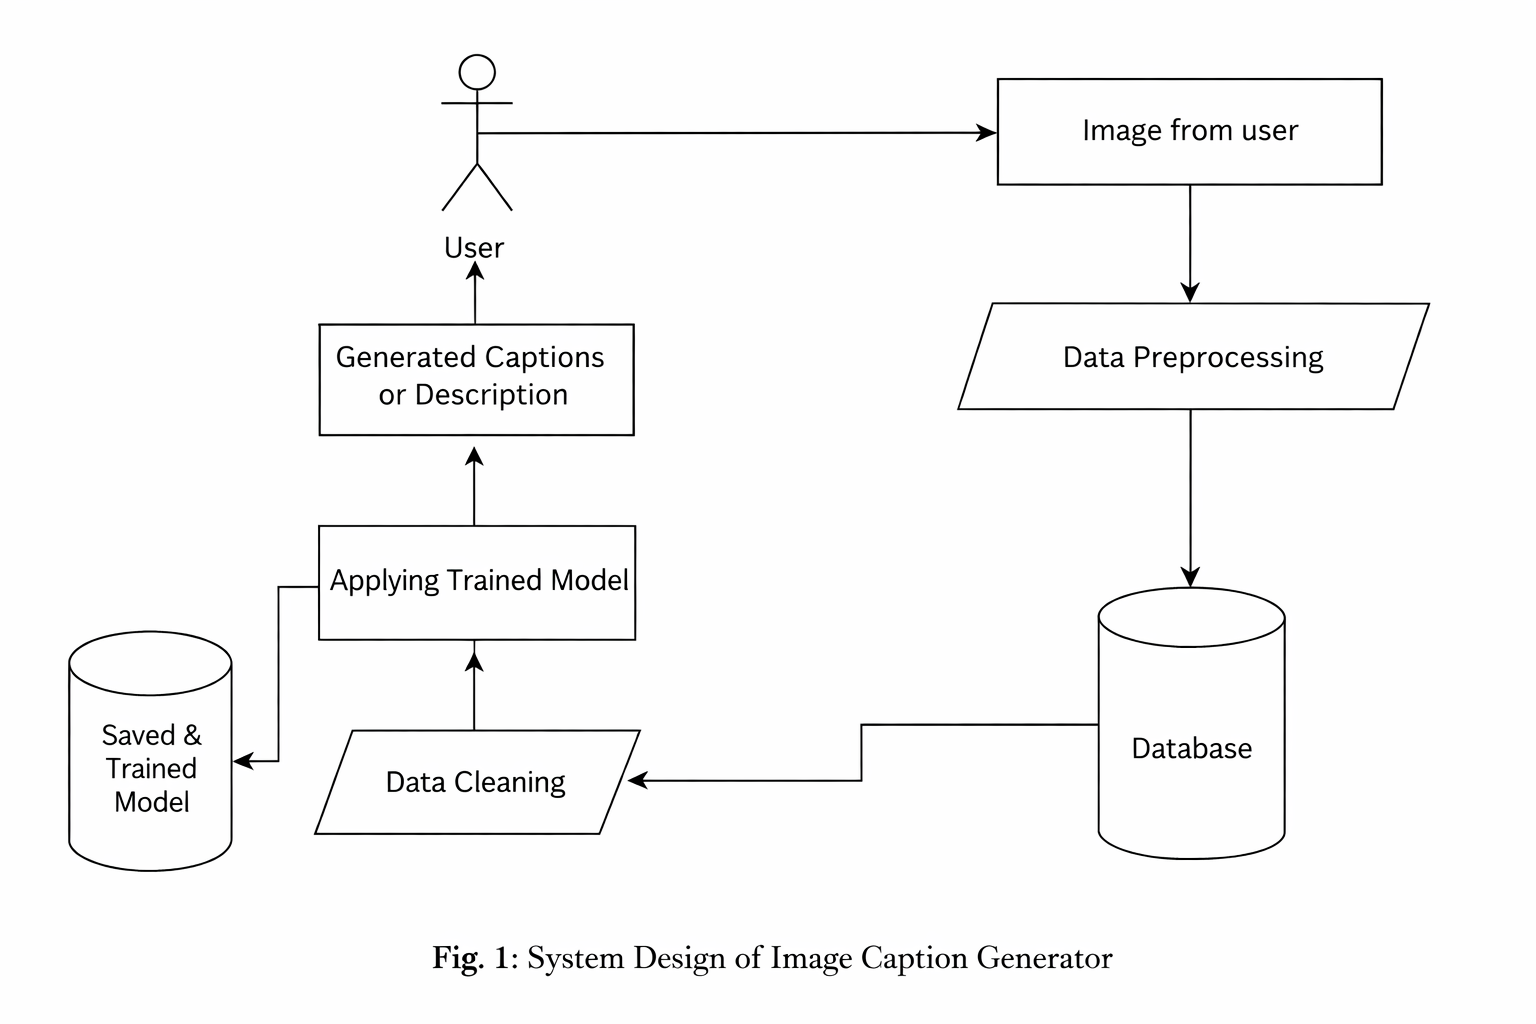 Image from user
User
Generated Captions
or Description
Data Preprocessing
Applying Trained Model
Saved &
Trained
Model
Data Cleaning
Database
Fig. 1: System Design of Image Caption Generator